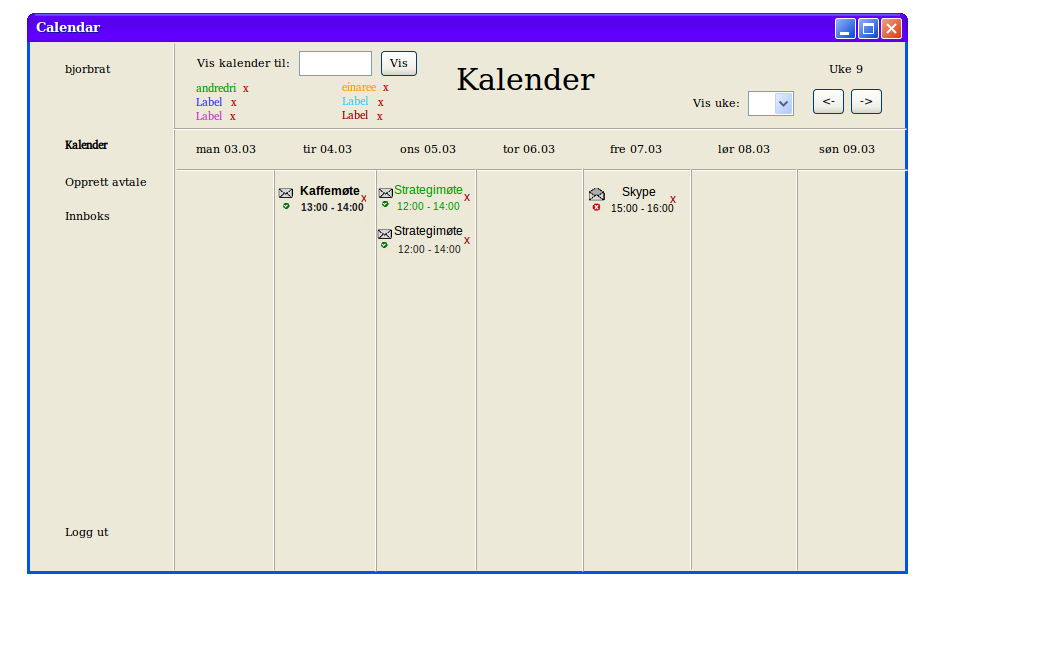 Calendar
bjorbrat
Vis kalender til:
Vis
Kalender
Uke 9
Vis uke:
<-
->
andredri x
einaree x
Label x
Label x
Label x
Label x
Kalender
man 03.03
tir 04.03
ons 05.03
tor 06.03
fre 07.03
lør 08.03
søn 09.03
Opprett avtale
Innboks
Kaffemøte x
13:00 - 14:00
Strategimøte x
12:00 - 14:00
Strategimøte x
12:00 - 14:00
Skype x
15:00 - 16:00
Logg ut